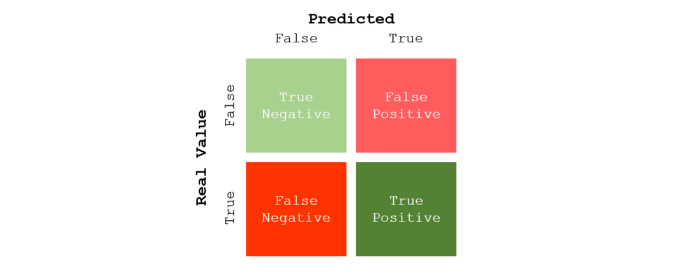 Predicted
False True
Real Value
False
True
Negative
False
Positive
True
False
Negative
True
Positive